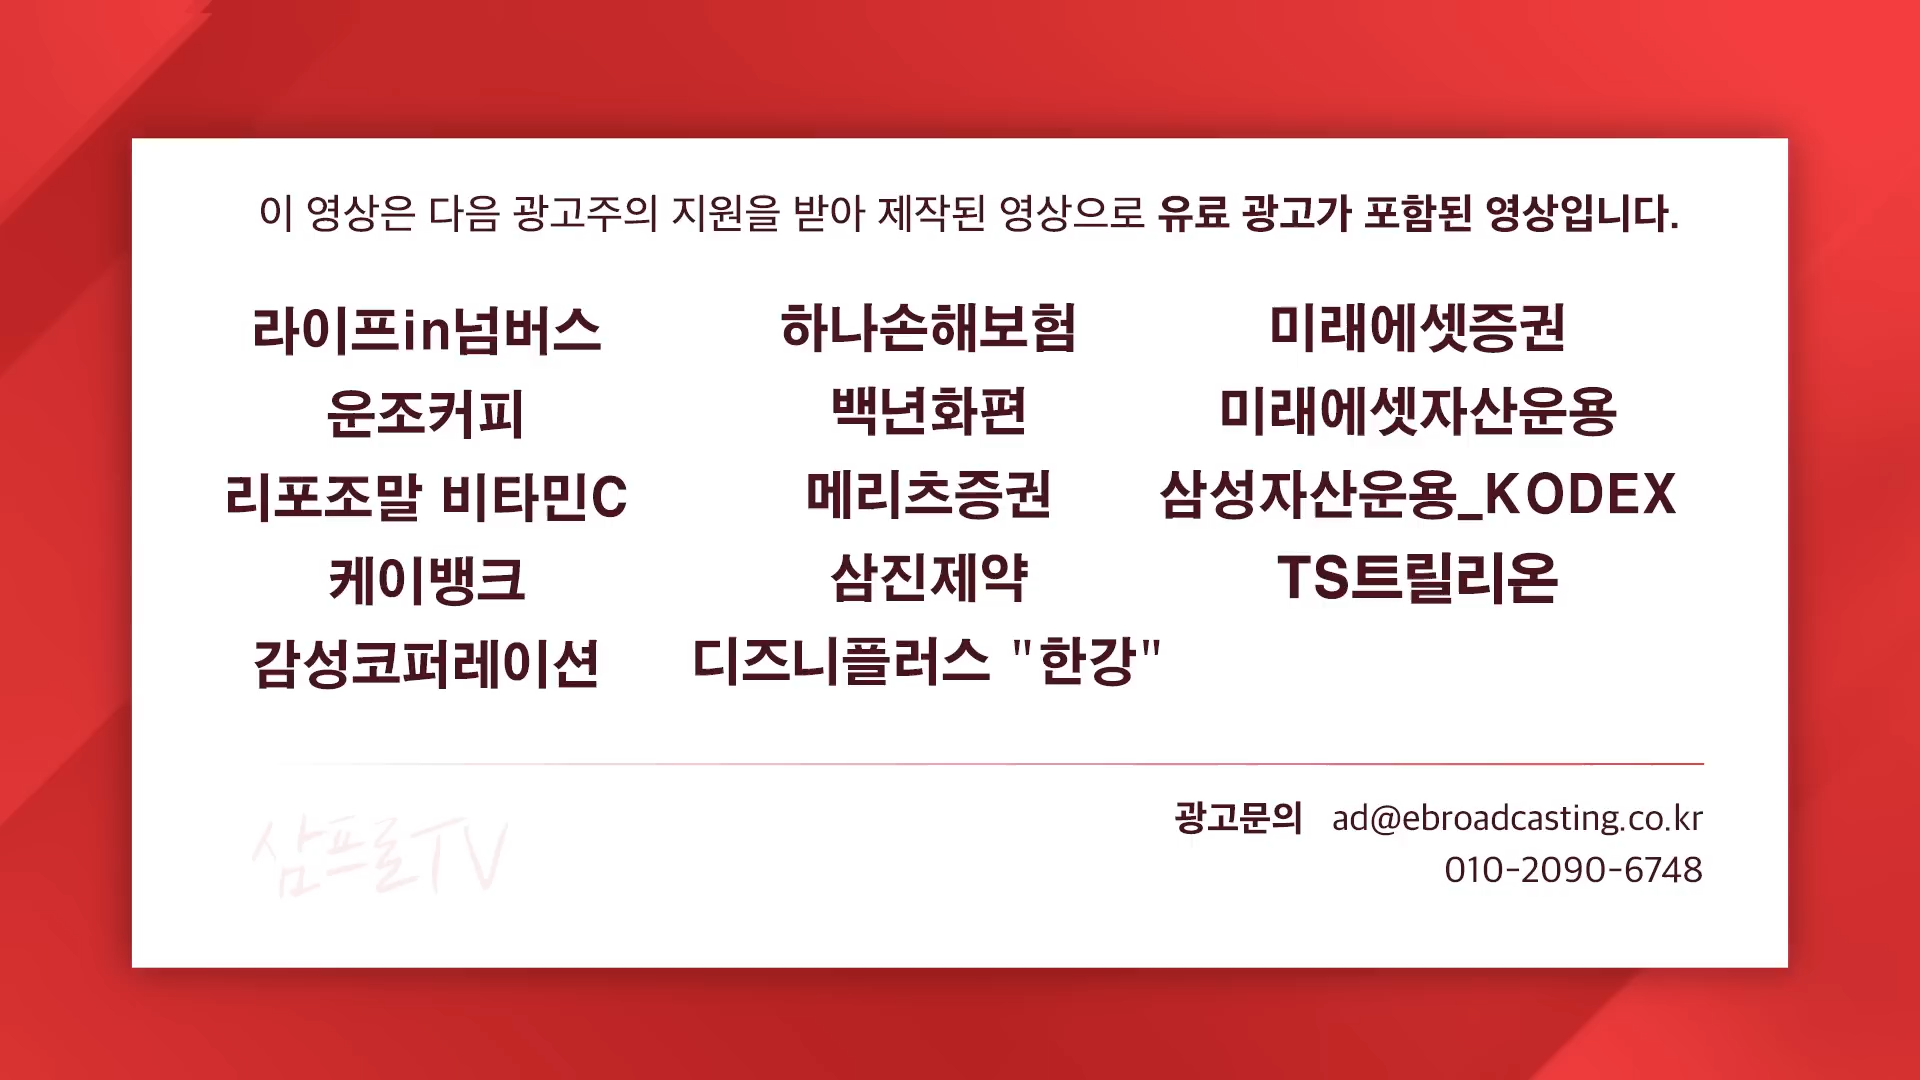 이 영상은 다음 광고주의 지원을 받아 제작된 영상으로 유료 광고가 포함된 영상입니다.
라이프in넘버스
운조커피
리포조말 비타민C
케이뱅크
감성코퍼레이션
하나손해보험
백년화편
메리츠증권
삼진제약
디즈니플러스 "한강"
미래에셋증권
미래에셋자산운용
삼성자산운용_KODEX
TS트릴리온
삼프로TV
광고문의 ad@ebroadcasting.co.kr
010-2090-6748